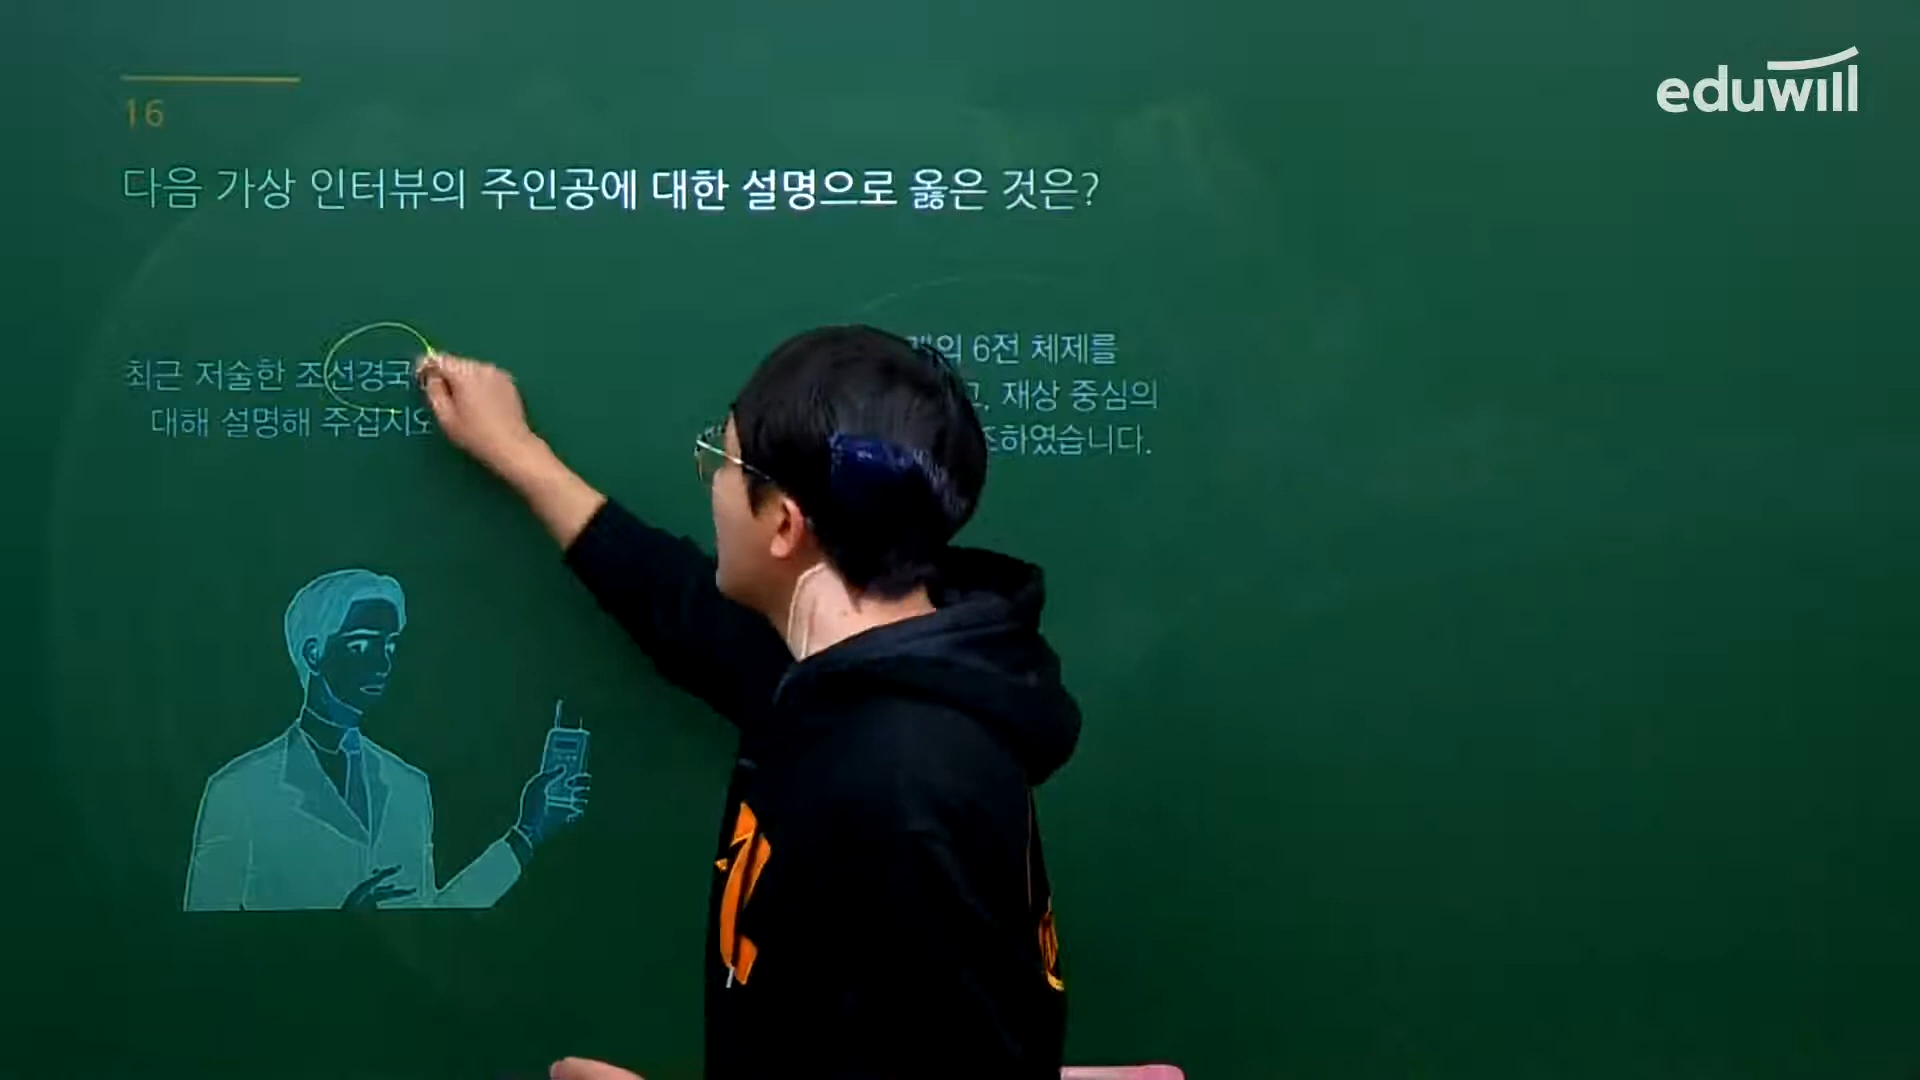 eduwill
16
다음 가상 인터뷰의 주인공에 대한 설명으로 옳은 것은?
최근 저술한 조선경국
대해 설명해 주십시오
6전 체제를
재상 중심의
하였습니다.